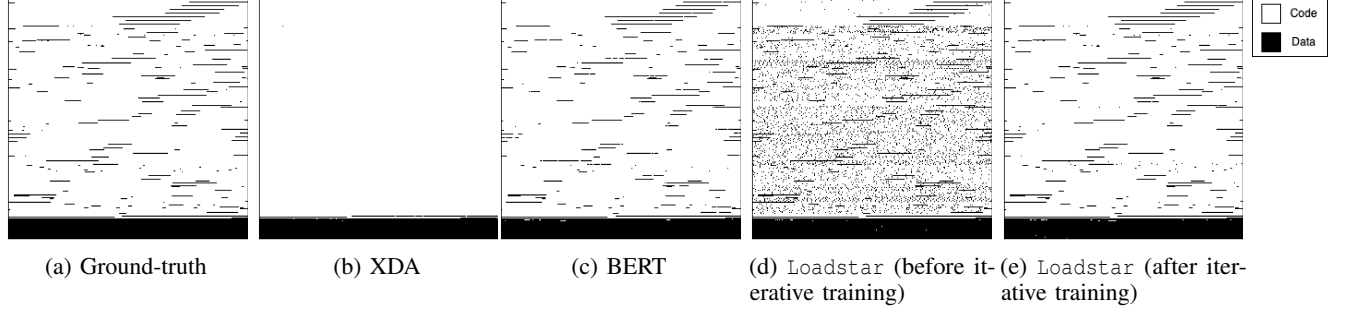 Code
Data
(a) Ground-truth
(b) XDA
(c) BERT
(d) Loadstar (before it-
erative training)
(e) Loadstar (after iter-
ative training)